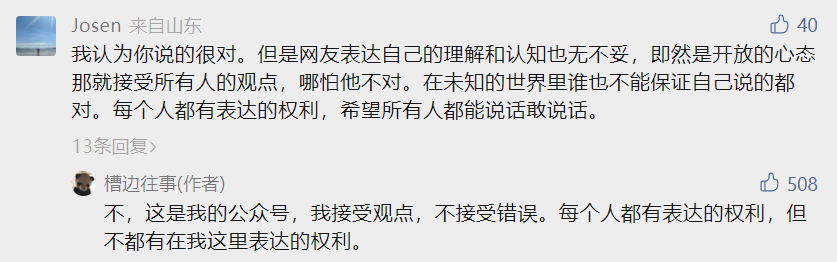 Josen 来自山东 40
我认为你说的很对。但是网友表达自己的理解和认知也无不妥，即然是开放的心态
那就接受所有人的观点，哪怕他不对。在未知的世界里谁也不能保证自己说的都
对。每个人都有表达的权利，希望所有人都能说话敢说话。
13条回复>
槽边往事(作者) 508
不，这是我的公众号，我接受观点，不接受错误。每个人都有表达的权利，但
不都有在我这里表达的权利。